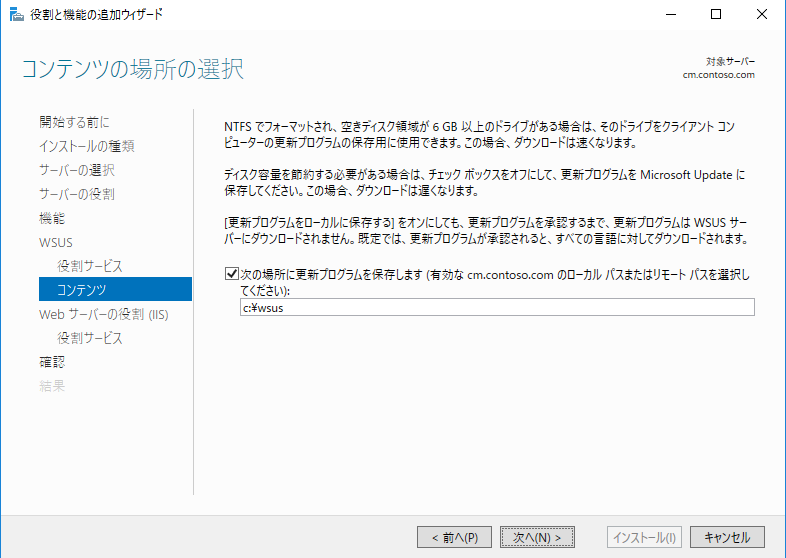 役割と機能の追加ウィザード
コンテンツの場所の選択
対象サーバー
cm.contoso.com
開始する前に
インストールの種類
サーバーの選択
サーバーの役割
機能
WSUS
役割サービス
コンテンツ
Web サーバーの役割 (IIS)
役割サービス
確認
結果
NTFS でフォーマットされ、空きディスク領域が 6 GB 以上のドライブがある場合は、そのドライブをクライアント コン
ピューターの更新プログラムの保存用に使用できます。この場合、ダウンロードは速くなります。
ディスク容量を節約する必要がある場合は、チェック ボックスをオフにして、更新プログラムを Microsoft Update に
保存してください。この場合、ダウンロードは遅くなります。
[更新プログラムをローカルに保存する] をオンにしても、更新プログラムを承認するまで、更新プログラムは WSUS サー
バーにダウンロードされません。既定では、更新プログラムが承認されると、すべての言語に対してダウンロードされます。
次の場所に更新プログラムを保存します (有効な cm.contoso.com のローカル パスまたはリモート パスを選択し
てください):
c:¥wsus
< 前へ(P)
次へ(N) >
インストール(I)
キャンセル